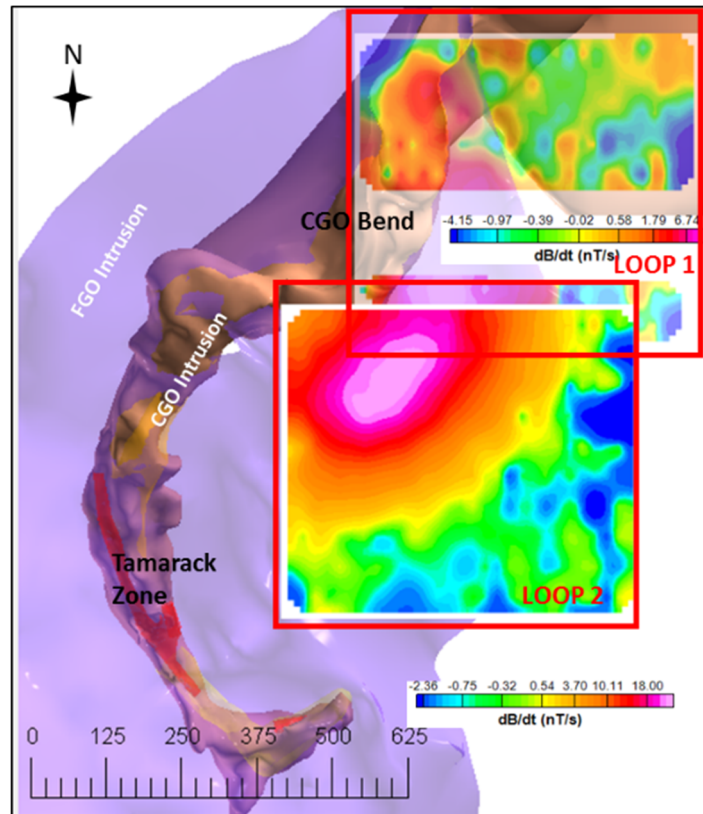 N
FGO Intrusion
CGO Bend
-4.15 -0.97 -0.39 -0.02 0.58 1.79 6.74
dB/dt (nT/s)
LOOP 1
CGO Intrusion
Tamarack
Zone
LOOP 2
-2.36 -0.75 -0.32 0.54 3.70 10.11 18.00
dB/dt (nT/s)
0 125 250 375 500 625